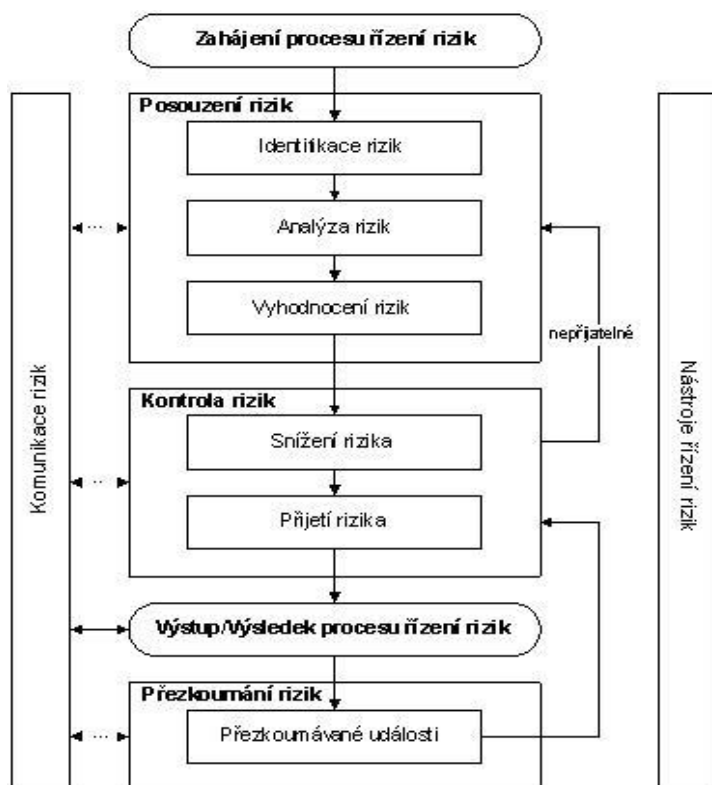 Zahájení procesu řízení rizik
Posouzení rizik
Identifikace rizik
Analýza rizik
Vyhodnocení rizik
nepřijatelné
Kontrola rizik
Snížení rizika
Přijetí rizika
Výstup/Výsledek procesu řízení rizik
Přezkoumání rizik
Přezkoumávané události
Komunikace rizik
Nástroje řízení rizik